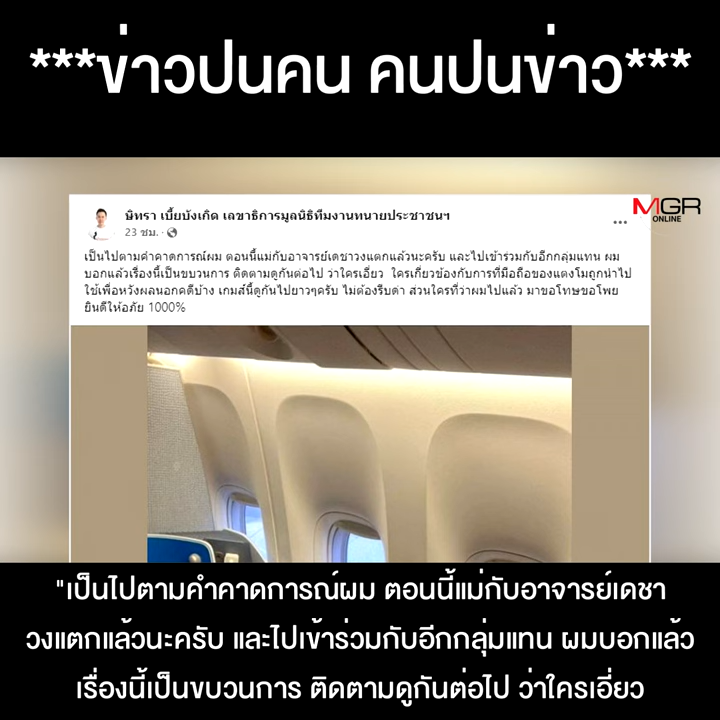 ***ข่าวปนคน คนปนข่าว***
MGR
ONLINE
ษิทรา เบี้ยบังเกิด เลขาธิการมูลนิธิทีมงานทนายประชาชนฯ
23 ชม. ·
เป็นไปตามคำคาดการณ์ผม ตอนนี้แม่กับอาจารย์เดชาวงแตกแล้วนะครับ และไปเข้าร่วมกับอีกกลุ่มแทน ผม
บอกแล้วเรื่องนี้เป็นขบวนการ ติดตามดูกันต่อไป ว่าใครเอี่ยว ใครเกี่ยวข้องกับการที่มือถือของแตงโมถูกนำไป
ใช้เพื่อหวังผลนอกคดีบ้าง เกมส์นี้ดูกันไปยาวๆครับ ไม่ต้องรีบด่า ส่วนใครที่ว่าผมไปแล้ว มาขอโทษขอโพย
ยินดีให้อภัย 1000%
"เป็นไปตามคำคาดการณ์ผม ตอนนี้แม่กับอาจารย์เดชา
วงแตกแล้วนะครับ และไปเข้าร่วมกับอีกกลุ่มแทน ผมบอกแล้ว
เรื่องนี้เป็นขบวนการ ติดตามดูกันต่อไป ว่าใครเอี่ยว